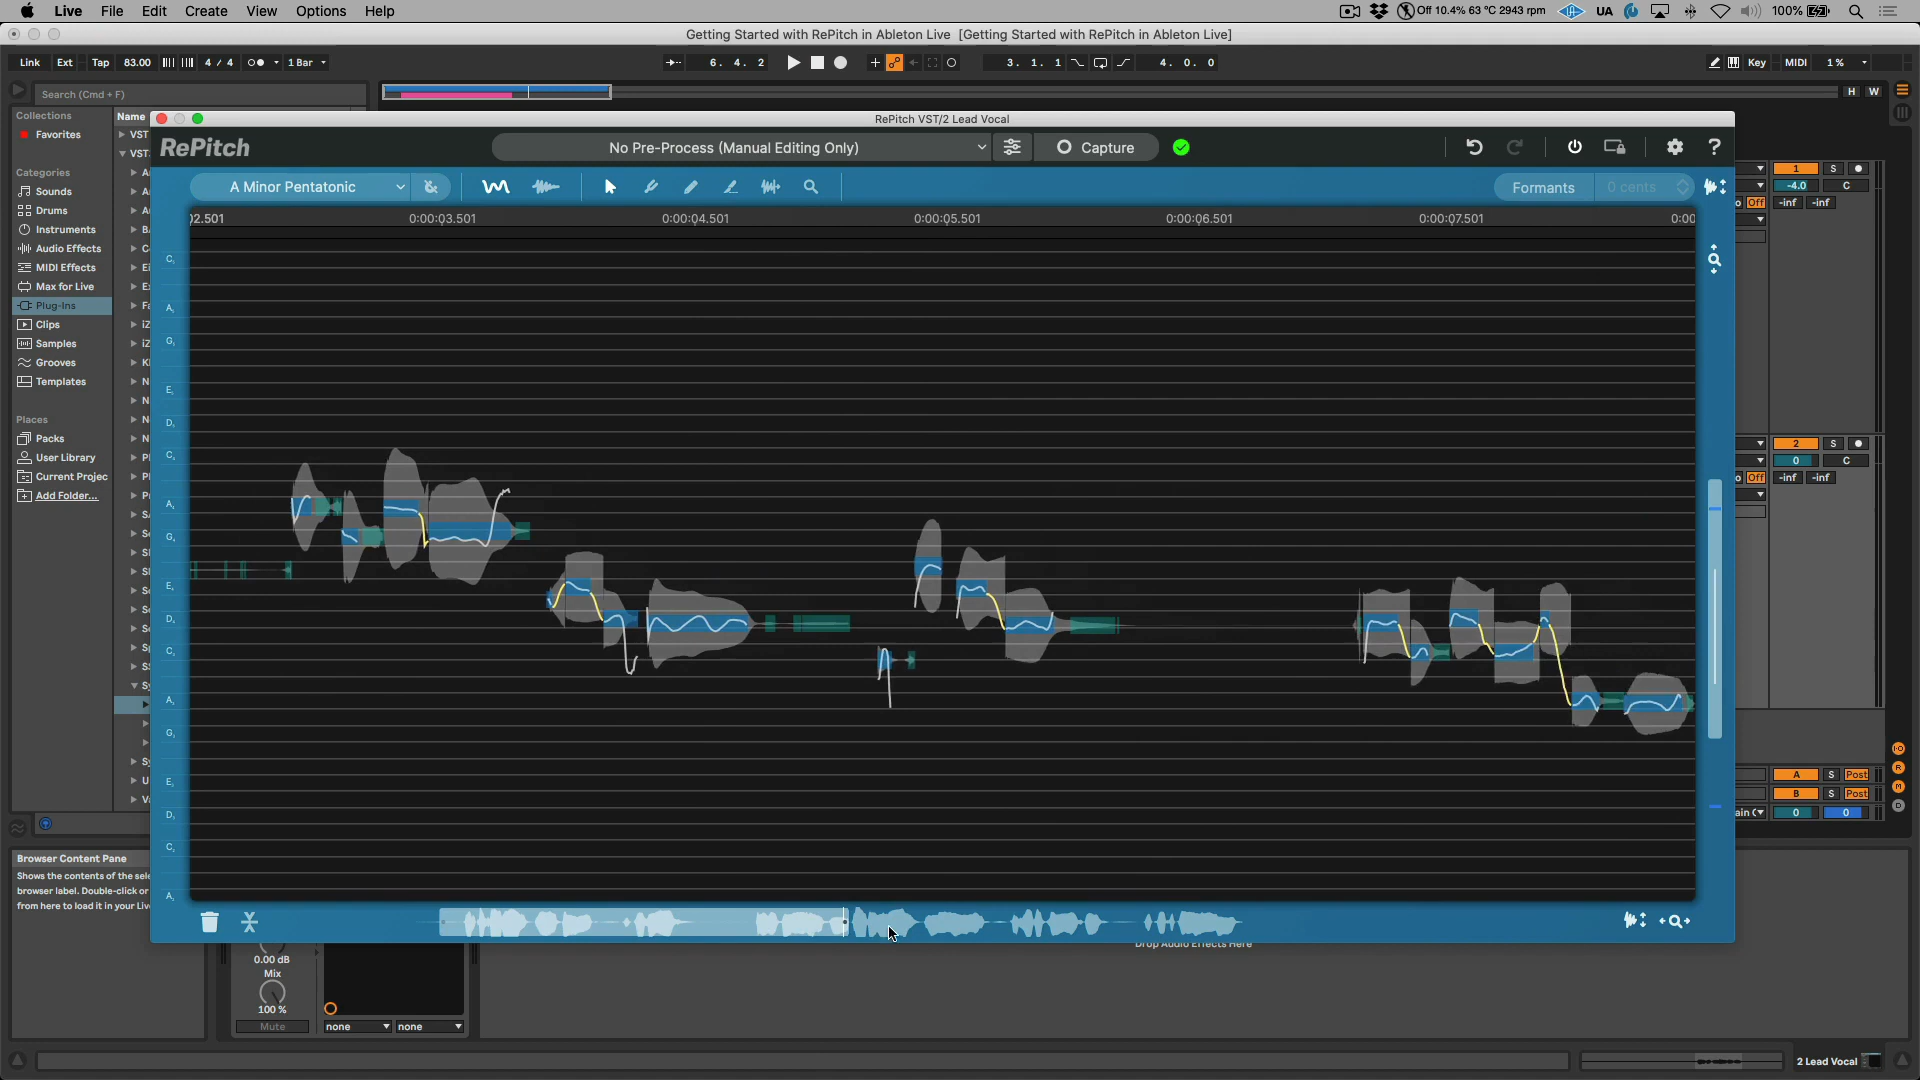 Live File Edit Create View Options Help
Off 10.4% 63 °C 2943 rpm UA 100%
Getting Started with RePitch in Ableton Live [Getting Started with RePitch in Ableton Live]
Link Ext Tap 83.00 4 / 4 1 Bar 6. 4. 2 3. 1. 1 4. 0. 0 Key MIDI 1%
Search (Cmd + F)
H W
Collections
Favorites
Categories
Sounds
Drums
Instruments
Audio Effects
MIDI Effects
Max for Live
Plug-Ins
Clips
Samples
Grooves
Templates
Places
Packs
User Library
Current Projec
Add Folder...
Name
VST
VST
RePitch VST/2 Lead Vocal
RePitch
No Pre-Process (Manual Editing Only)
Capture
?
A Minor Pentatonic
Formants
0 cents
)2.501 0:00:03.501 0:00:04.501 0:00:05.501 0:00:06.501 0:00:07.501 0:00
C
A
G
E
D
C
A
G
E
D
C
A
G
E
D
C
A
1 S
-4.0 C
Off -inf -inf
2 S
0 C
Off -inf -inf
A S Post
B S Post
ain 0 0
I·O
R
M
D
Browser Content Pane
Shows the contents of the sele
browser label. Double-click or
from here to load it in your Liv
0.00 dB
Mix
100 %
Mute
none none
Drop Audio Effects Here
2 Lead Vocal